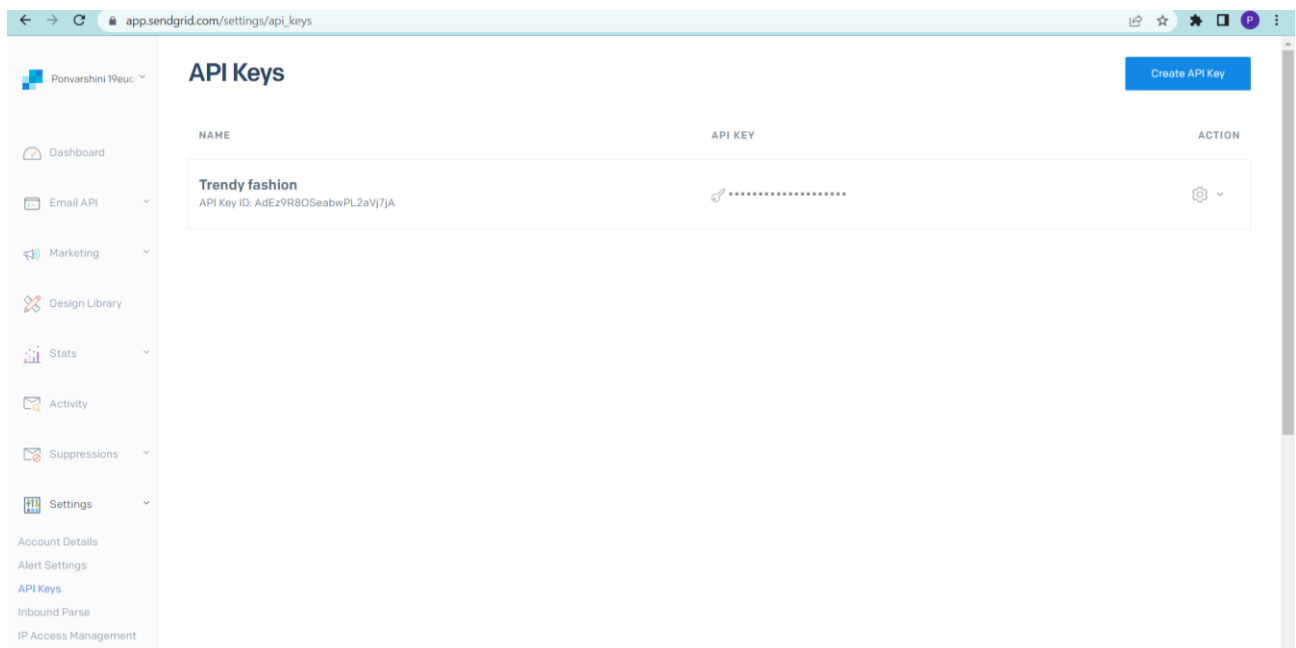 app.sendgrid.com/settings/api_keys
P
Ponvarshini 19euc
API Keys
Create API Key
NAME API KEY ACTION
Trendy fashion
API Key ID: AdEz9R8OSeabwPL2aVj7jA
••••••••••••••••••••
Dashboard
Email API
Marketing
Design Library
Stats
Activity
Suppressions
Settings
Account Details
Alert Settings
API Keys
Inbound Parse
IP Access Management